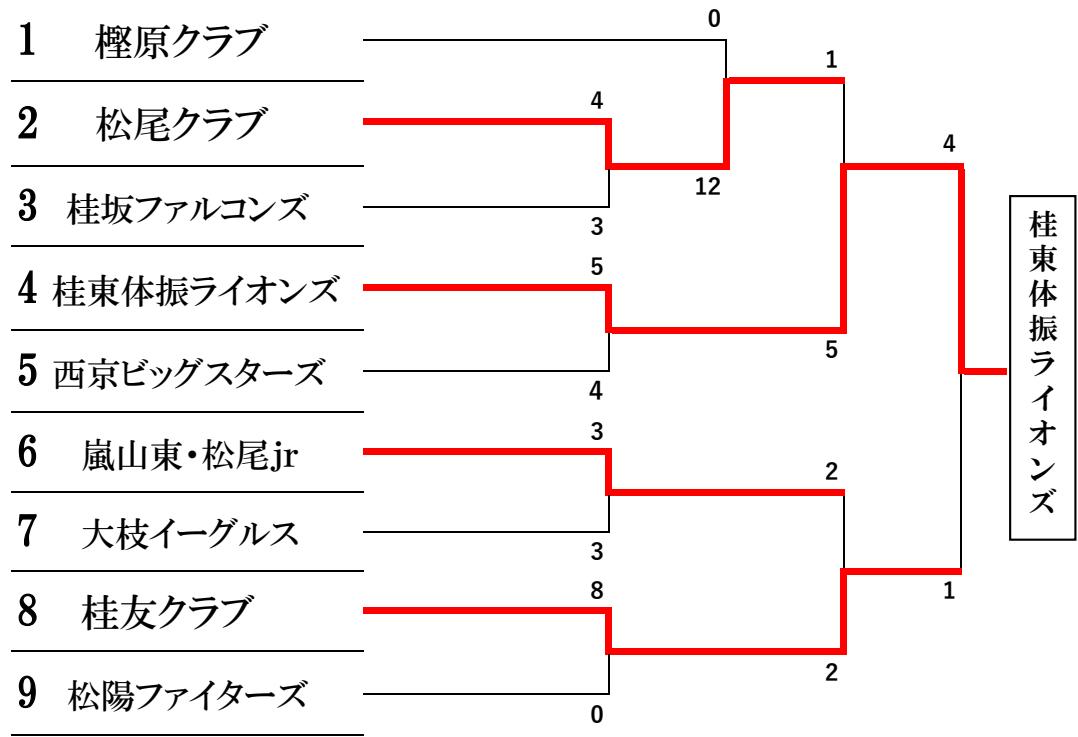 1 樫原クラブ
2 松尾クラブ
3 桂坂ファルコンズ
4 桂東体振ライオンズ
5 西京ビッグスターズ
6 嵐山東・松尾jr
7 大枝イーグルス
8 桂友クラブ
9 松陽ファイターズ
0
4
3
12
5
4
1
5
3
3
8
0
2
2
4
1
桂東体振ライオンズ